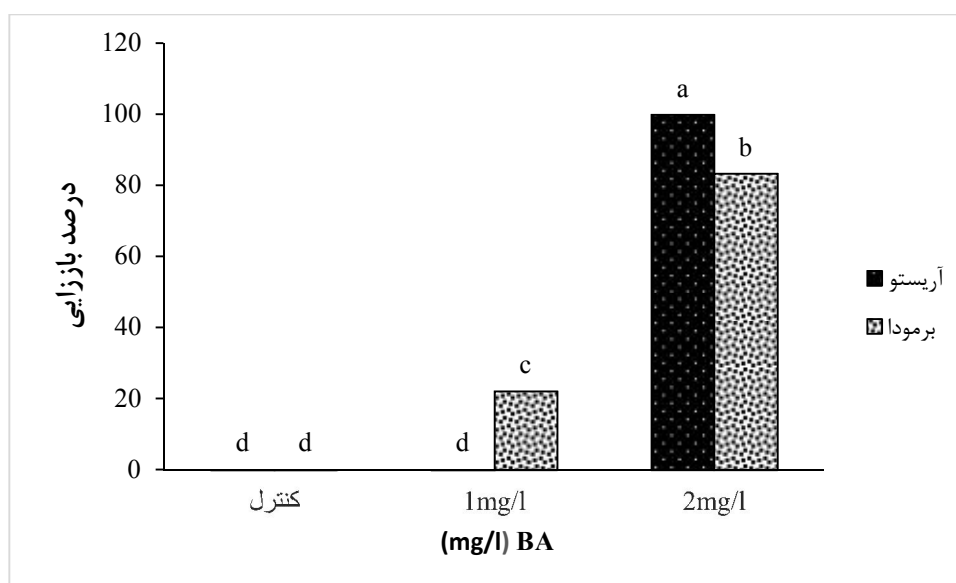 120
100
80
60
40
20
0
درصد باززایی
a
b
c
d d
d
کنترل
1mg/l
2mg/l
(mg/l) BA
آریستو
برمودا